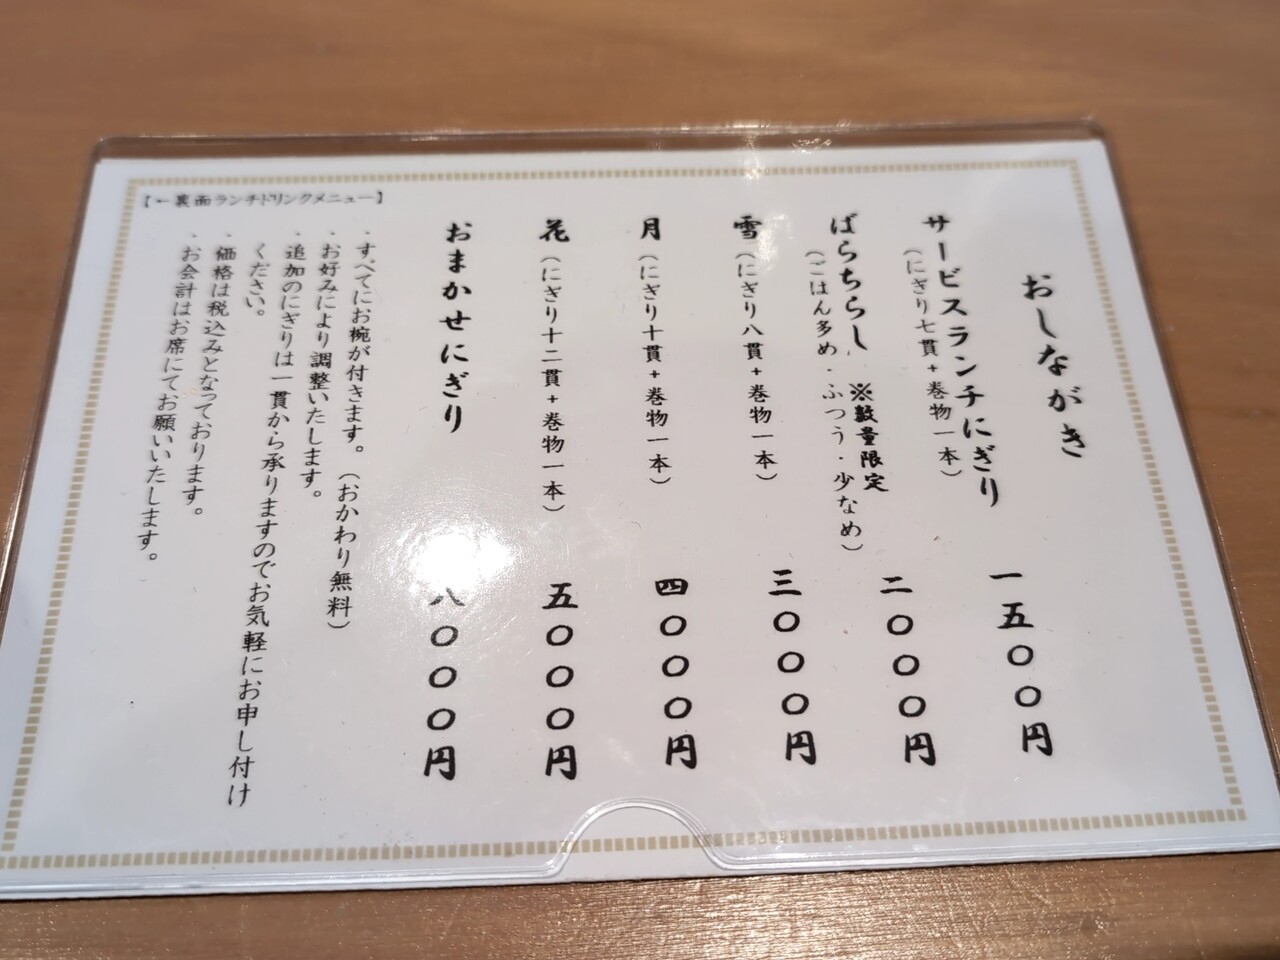 おしながき
サービスランチにぎり 一五〇〇円
(にぎり七貫+巻物一本)
ばらちらし ※数量限定 二〇〇〇円
(ごはん多め・ふつう・少なめ)
雪(にぎり八貫+巻物一本) 三〇〇〇円
月(にぎり十貫+巻物一本) 四〇〇〇円
花(にぎり十二貫+巻物一本) 五〇〇〇円
おまかせにぎり 八〇〇〇円
・すべてにお椀が付きます。(おかわり無料)
・お好みにより調整いたします。
・追加のにぎりは一貫から承りますのでお気軽にお申し付け
ください。
・価格は税込みとなっております。
・お会計はお席にてお願いいたします。
【←裏面ランチドリンクメニュー】